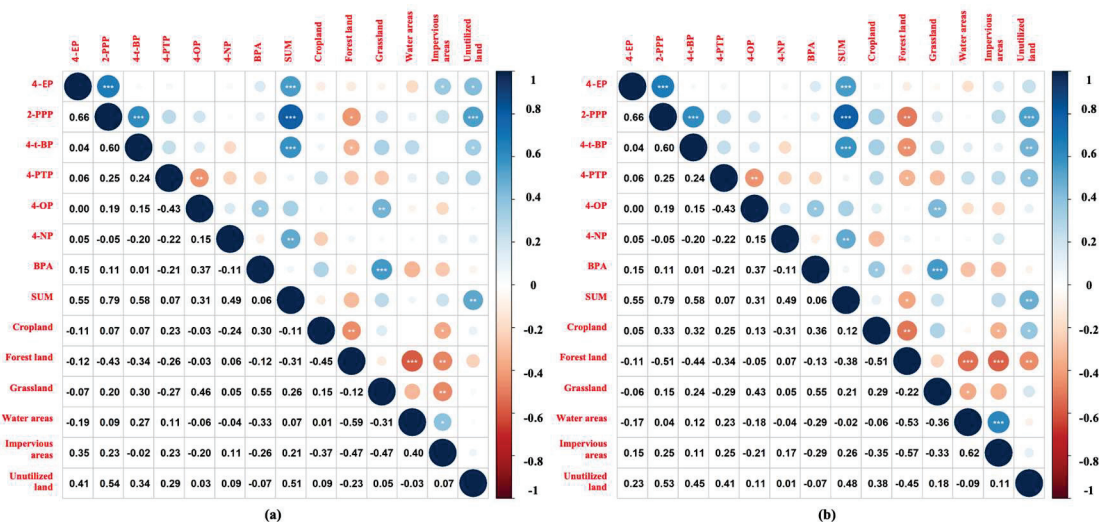 4-EP 2-PPP 4-t-BP 4-PTP 4-OP 4-NP BPA SUM Cropland Forest land Grassland Water areas Impervious areas Unutilized land
4-EP *** *** * *
2-PPP 0.66 *** *** * ***
4-t-BP 0.04 0.60 *** * *
4-PTP 0.06 0.25 0.24 **
4-OP 0.00 0.19 0.15 -0.43 * **
4-NP 0.05 -0.05 -0.20 -0.22 0.15 **
BPA 0.15 0.11 0.01 -0.21 0.37 -0.11 ***
SUM 0.55 0.79 0.58 0.07 0.31 0.49 0.06 **
Cropland -0.11 0.07 0.07 0.23 -0.03 -0.24 0.30 -0.11 ** *
Forest land -0.12 -0.43 -0.34 -0.26 -0.03 0.06 -0.12 -0.31 -0.45 *** **
Grassland -0.07 0.20 0.30 -0.27 0.46 0.05 0.55 0.26 0.15 -0.12 **
Water areas -0.19 0.09 0.27 0.11 -0.06 -0.04 -0.33 0.07 0.01 -0.59 -0.31 *
Impervious
areas 0.35 0.23 -0.02 0.23 -0.20 0.11 -0.26 0.21 -0.37 -0.47 -0.47 0.40
Unutilized
land 0.41 0.54 0.34 0.29 0.03 0.09 -0.07 0.51 0.09 -0.23 0.05 -0.03 0.07
1
0.8
0.6
0.4
0.2
0
-0.2
-0.4
-0.6
-0.8
-1
(a)
4-EP 2-PPP 4-t-BP 4-PTP 4-OP 4-NP BPA SUM Cropland Forest land Grassland Water areas Impervious areas Unutilized land
4-EP *** ***
2-PPP 0.66 *** *** ** ***
4-t-BP 0.04 0.60 *** ** **
4-PTP 0.06 0.25 0.24 ** * *
4-OP 0.00 0.19 0.15 -0.43 * **
4-NP 0.05 -0.05 -0.20 -0.22 0.15 **
BPA 0.15 0.11 0.01 -0.21 0.37 -0.11 * ***
SUM 0.55 0.79 0.58 0.07 0.31 0.49 0.06 * **
Cropland 0.05 0.33 0.32 0.25 0.13 -0.31 0.36 0.12 ** * *
Forest land -0.11 -0.51 -0.44 -0.34 -0.05 0.07 -0.13 -0.38 -0.51 *** *** **
Grassland -0.06 0.15 0.24 -0.29 0.43 0.05 0.55 0.21 0.29 -0.22 * *
Water areas -0.17 0.04 0.12 0.23 -0.18 -0.04 -0.29 -0.02 -0.06 -0.53 -0.36 ***
Impervious
areas 0.15 0.25 0.11 0.25 -0.21 0.17 -0.29 0.26 -0.35 -0.57 -0.33 0.62
Unutilized
land 0.23 0.53 0.45 0.41 0.11 0.01 -0.07 0.48 0.38 -0.45 0.18 -0.09 0.11
1
0.8
0.6
0.4
0.2
0
-0.2
-0.4
-0.6
-0.8
-1
(b)